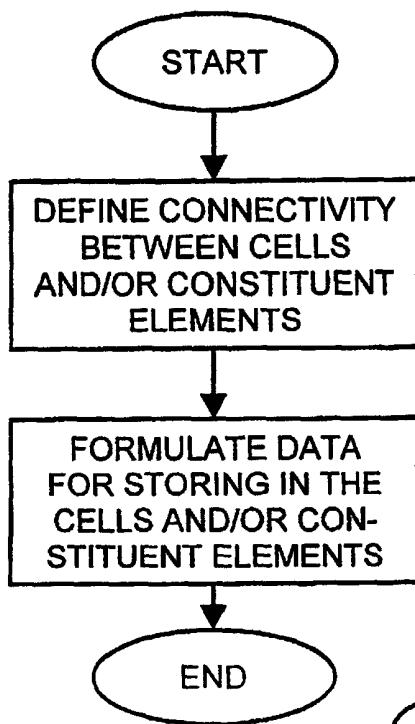 START
DEFINE CONNECTIVITY
BETWEEN CELLS
AND/OR CONSTITUENT
ELEMENTS
FORMULATE DATA
FOR STORING IN THE
CELLS AND/OR CON-
STITUENT ELEMENTS
END